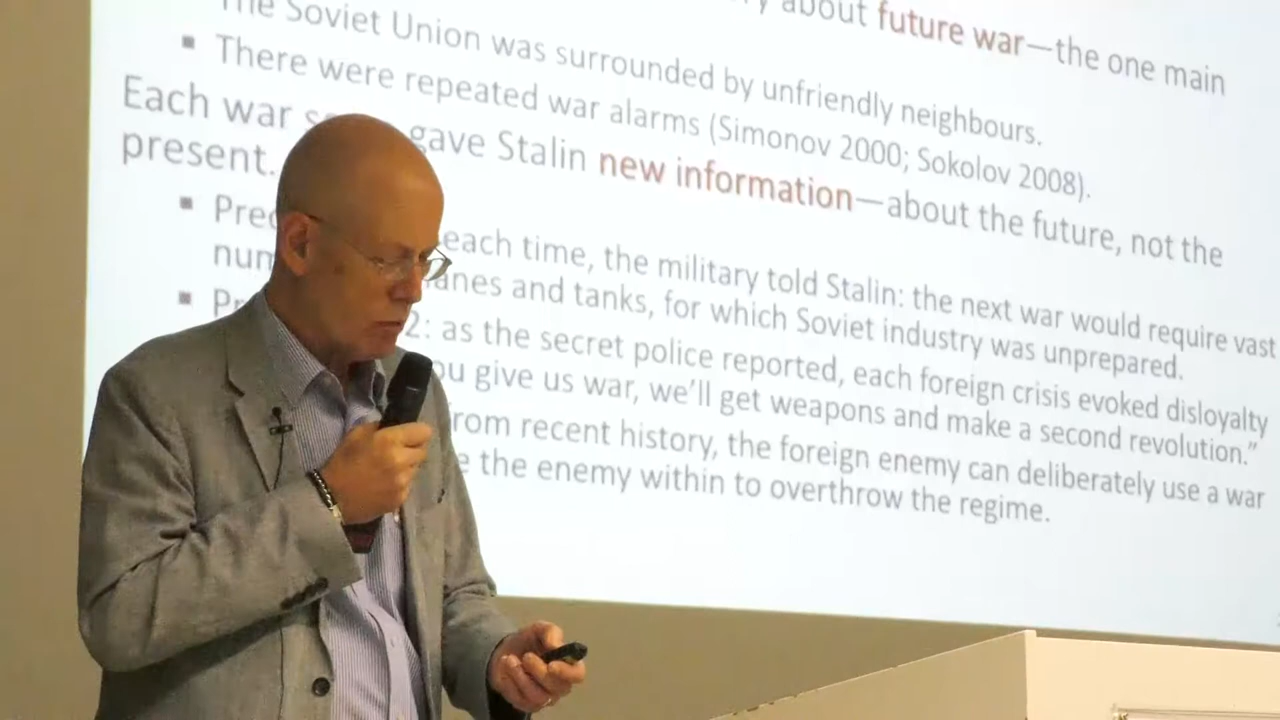 about future war—the one main
The Soviet Union was surrounded by unfriendly neighbours.
▪ There were repeated war alarms (Simonov 2000; Sokolov 2008).
Each war gave Stalin new information—about the future, not the
present.
▪ each time, the military told Stalin: the next war would require vast
and tanks, for which Soviet industry was unprepared.
▪ 2: as the secret police reported, each foreign crisis evoked disloyalty
give us war, we'll get weapons and make a second revolution."
from recent history, the foreign enemy can deliberately use a war
the enemy within to overthrow the regime.